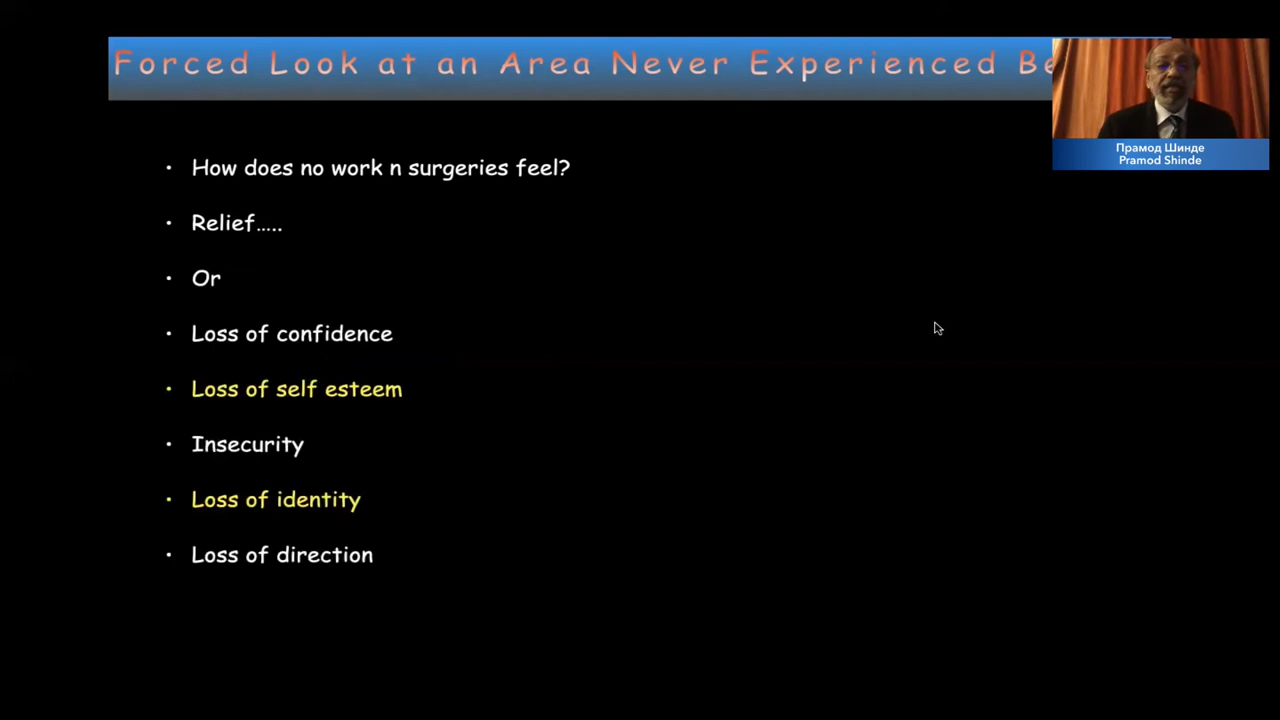 Forced Look at an Area Never Experienced
Прамод Шинде
Pramod Shinde
• How does no work n surgeries feel?
• Relief.....
• Or
• Loss of confidence
• Loss of self esteem
• Insecurity
• Loss of identity
• Loss of direction